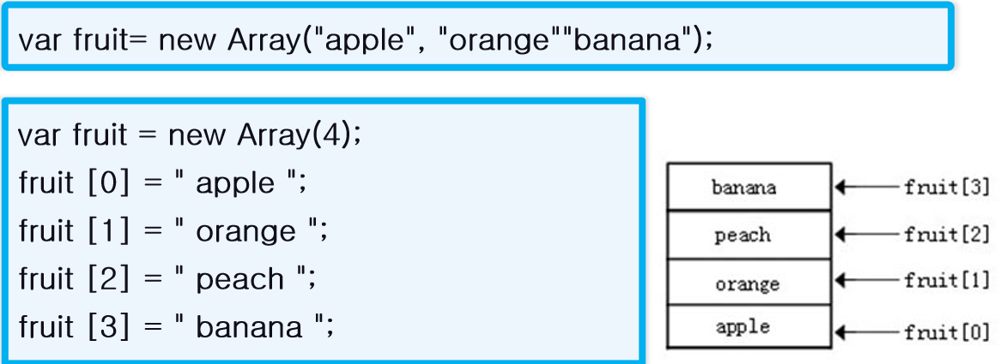 var fruit= new Array("apple", "orange""banana");
var fruit = new Array(4);
fruit [0] = " apple ";
fruit [1] = " orange ";
fruit [2] = " peach ";
fruit [3] = " banana ";
banana fruit[3]
peach fruit[2]
orange fruit[1]
apple fruit[0]